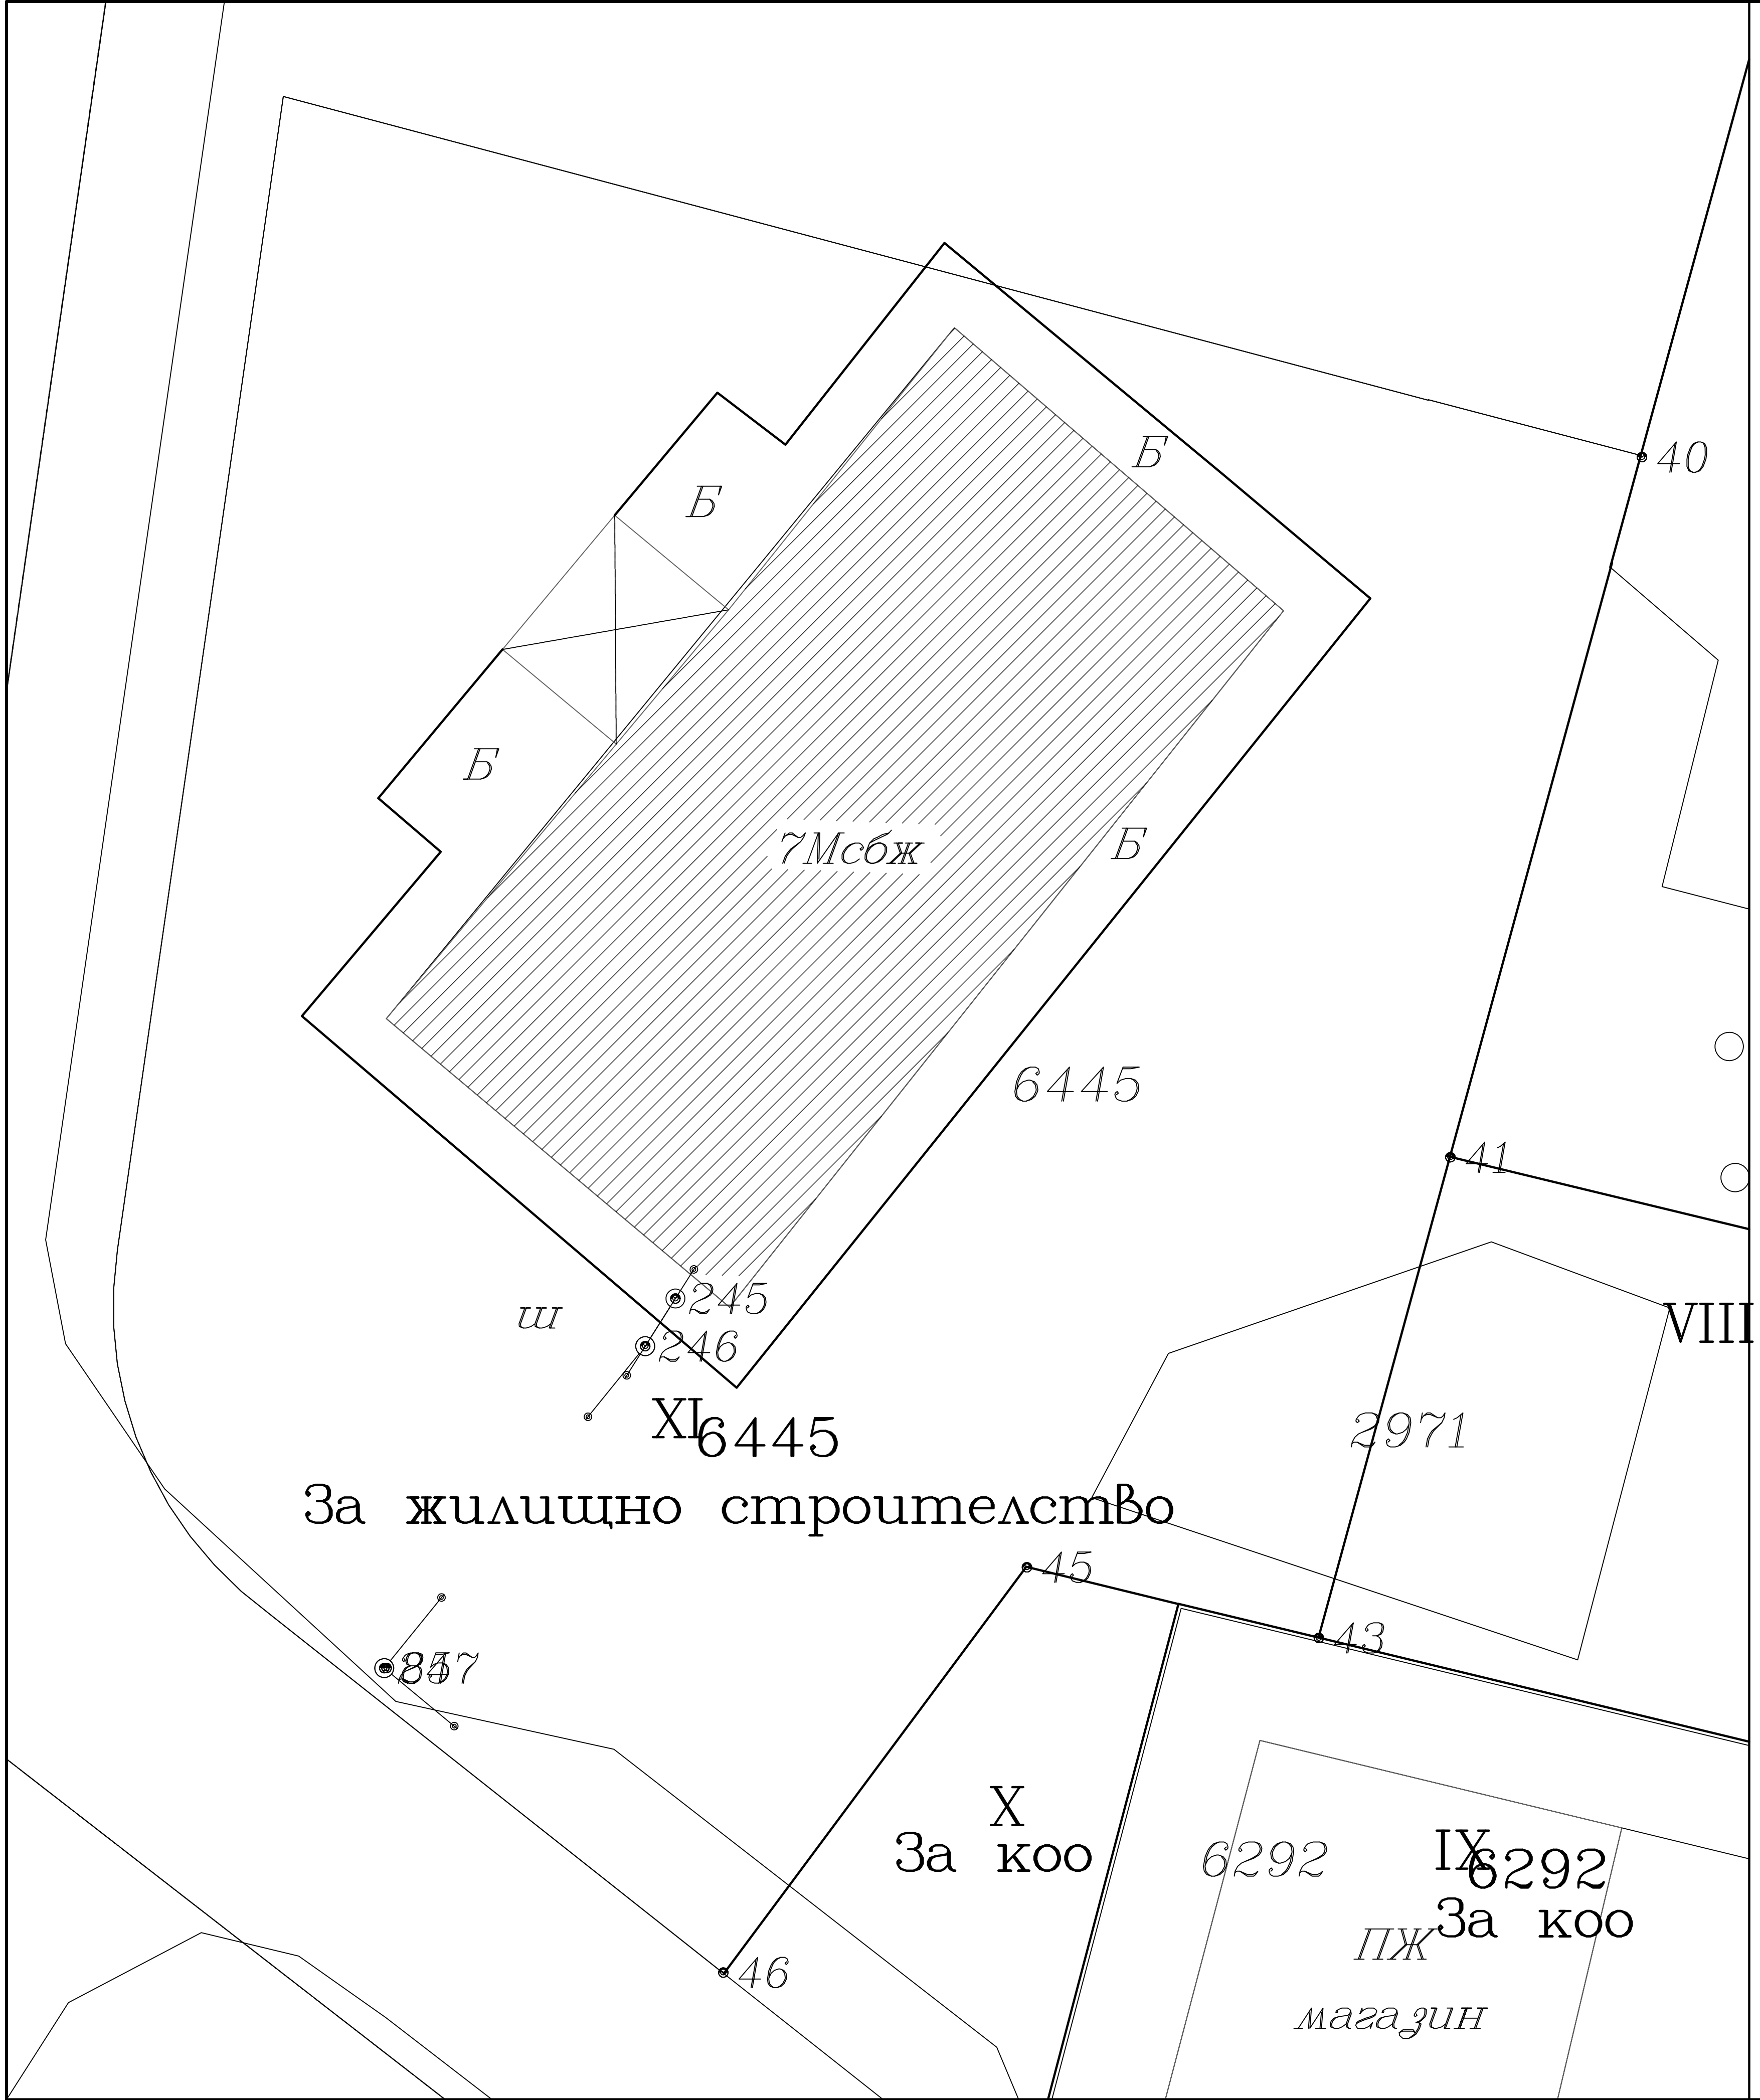 Б
40
Б
Б
7Мсбж
Б
6445
41
245
ш
246
VIII
XI 6445
2971
За жилищно строителство
45
43
X
За коо
6292
IX 6292
За коо
ПЖ
магазин
46